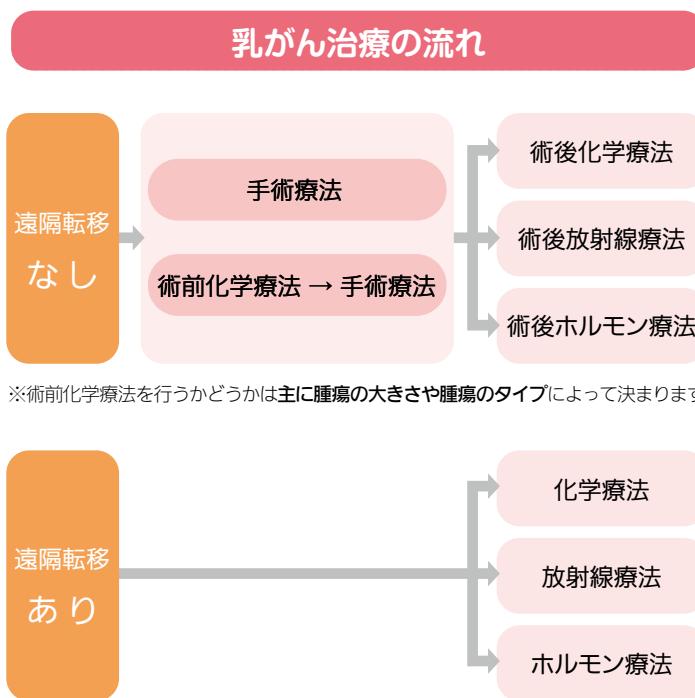 乳がん治療の流れ
遠隔転移
なし
手術療法
術前化学療法 → 手術療法
術後化学療法
術後放射線療法
術後ホルモン療法
※術前化学療法を行うかどうかは主に腫瘍の大きさや腫瘍のタイプによって決まります
遠隔転移
あり
化学療法
放射線療法
ホルモン療法